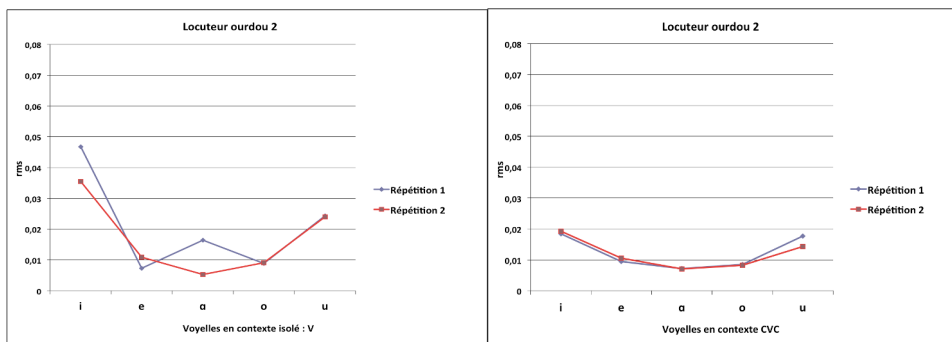 Locuteur ourdou 2
0,08
0,07
0,06
0,05
0,04
0,03
0,02
0,01
0
rms
i e ɑ o u
Voyelles en contexte isolé : V
Répétition 1
Répétition 2
Locuteur ourdou 2
0,08
0,07
0,06
0,05
0,04
0,03
0,02
0,01
0
rms
i e ɑ o u
Voyelles en contexte CVC
Répétition 1
Répétition 2